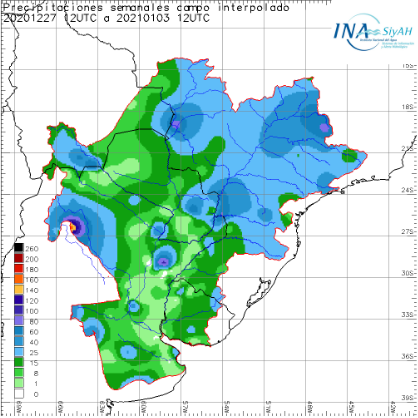 Precipitaciones semanales campo interpolado
20201227 12UTC a 20210103 12UTC
INA SiyAH
15S
18S
21S
24S
27S
30S
33S
36S
39S
260
200
180
160
140
120
100
80
60
40
25
15
8
1
0
69W
66W
63W
60W
57W
54W
51W
48W
45W
42W